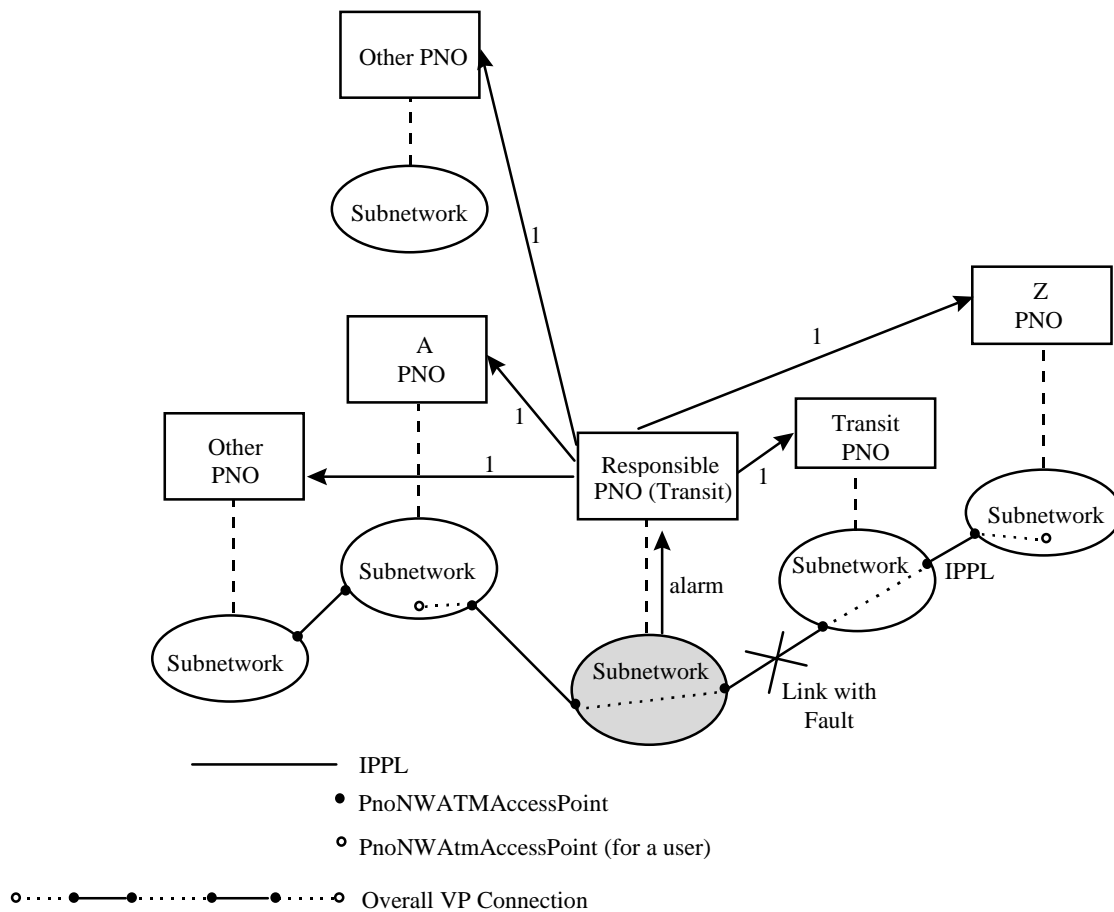 Other PNO
Subnetwork
1
Z
PNO
1
A
PNO
1
Transit
PNO
Other
PNO
1
Responsible
PNO (Transit)
1
Subnetwork
Subnetwork
Subnetwork
IPPL
alarm
Subnetwork
Subnetwork
Link with
Fault
IPPL
PnoNWATMAccessPoint
PnoNWAtmAccessPoint (for a user)
Overall VP Connection